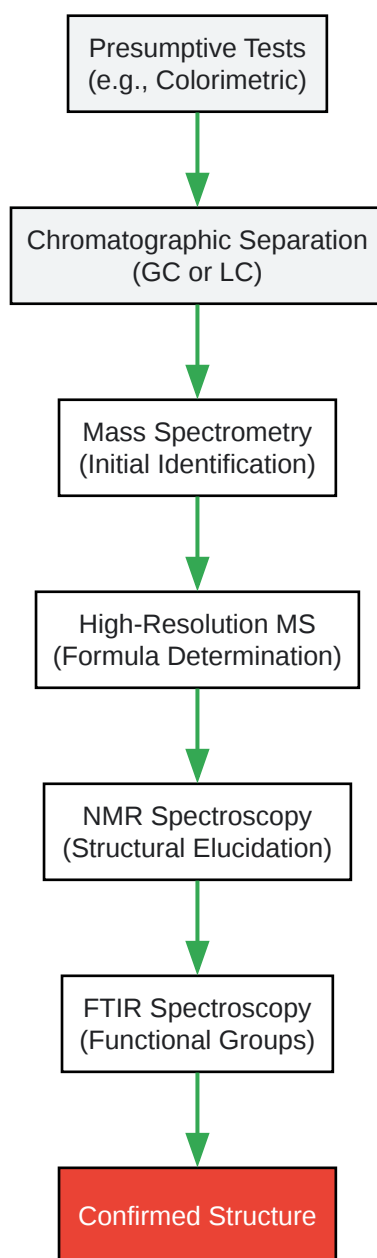 Presumptive Tests
(e.g., Colorimetric)
Chromatographic Separation
(GC or LC)
Mass Spectrometry
(Initial Identification)
High-Resolution MS
(Formula Determination)
NMR Spectroscopy
(Structural Elucidation)
FTIR Spectroscopy
(Functional Groups)
Confirmed Structure